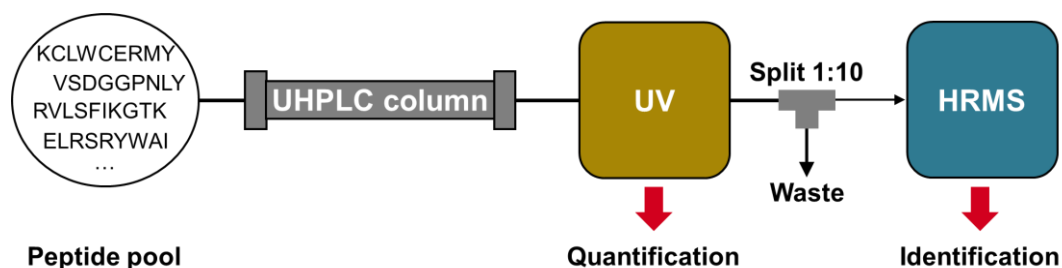 KCLWCERMY
VSDGGPNLY
RVLSFIKGTK
ELRSRYWAI
...
Peptide pool
UHPLC column
UV
Quantification
Split 1:10
Waste
HRMS
Identification